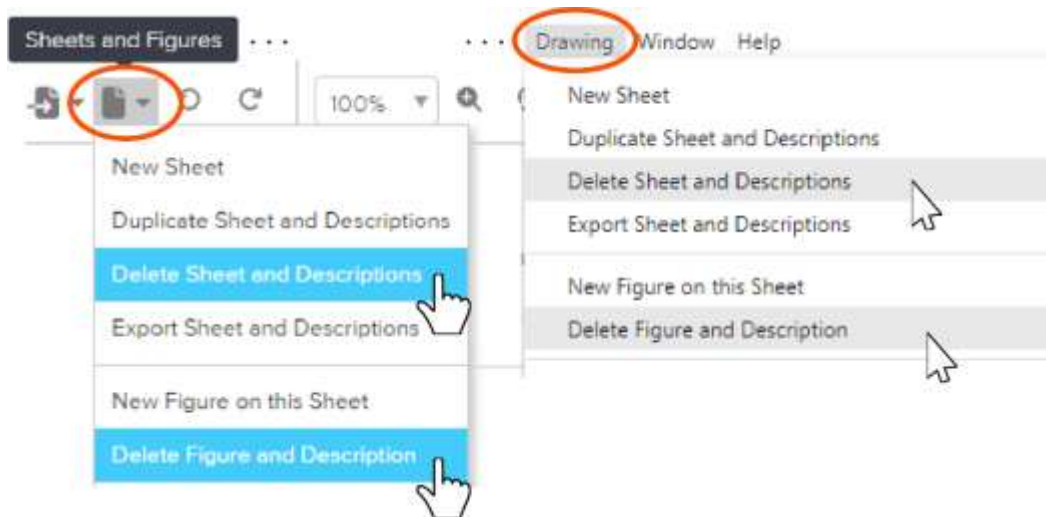 Sheets and Figures . . .
100%
New Sheet
Duplicate Sheet and Descriptions
Delete Sheet and Descriptions
Export Sheet and Descriptions
New Figure on this Sheet
Delete Figure and Description
. . . Drawing Window Help
New Sheet
Duplicate Sheet and Descriptions
Delete Sheet and Descriptions
Export Sheet and Descriptions
New Figure on this Sheet
Delete Figure and Description